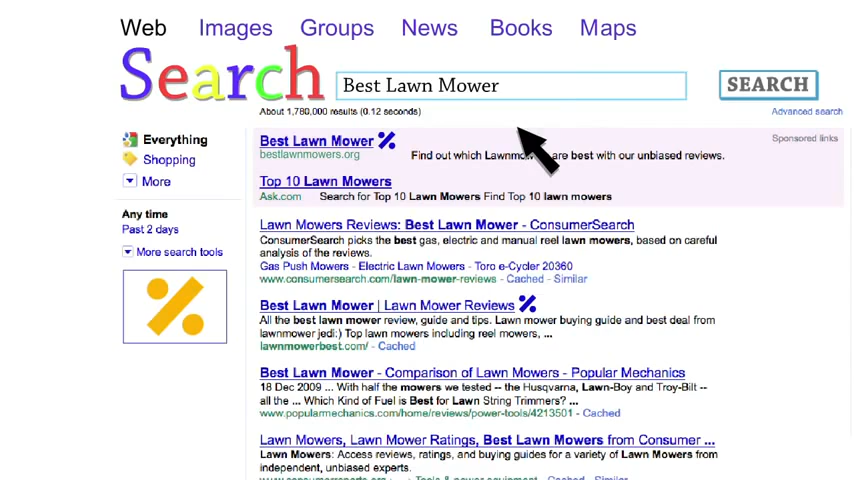 Web Images Groups News Books Maps
Search Best Lawn Mower SEARCH
About 1,780,000 results (0.12 seconds) Advanced search
Everything
Shopping
More
Any time
Past 2 days
More search tools
Sponsored links
Best Lawn Mower
bestlawnmowers.org Find out which are best with our unbiased reviews.
Top 10 Lawn Mowers
Ask.com Search for Top 10 Lawn Mowers Find Top 10 lawn mowers
Lawn Mowers Reviews: Best Lawn Mower - ConsumerSearch
ConsumerSearch picks the best gas, electric and manual reel lawn mowers, based on careful
analysis of the reviews.
Gas Push Mowers - Electric Lawn Mowers - Toro e-Cycler 20360
www.consumersearch.com/lawn-mower-reviews - Cached - Similar
Best Lawn Mower | Lawn Mower Reviews
All the best lawn mower review, guide and tips. Lawn mower buying guide and best deal from
lawnmower jedi:) Top lawn mowers including reel mowers, ...
lawnmowerbest.com/ - Cached
Best Lawn Mower - Comparison of Lawn Mowers - Popular Mechanics
18 Dec 2009 ... With half the mowers we tested -- the Husqvarna, Lawn-Boy and Troy-Bilt --
all the ... Which Kind of Fuel is Best for Lawn String Trimmers? ...
www.popularmechanics.com/home/reviews/power-tools/4213501 - Cached
Lawn Mowers, Lawn Mower Ratings, Best Lawn Mowers from Consumer ...
Lawn Mowers: Access reviews, ratings, and buying guides for a variety of Lawn Mowers from
independent, unbiased experts.